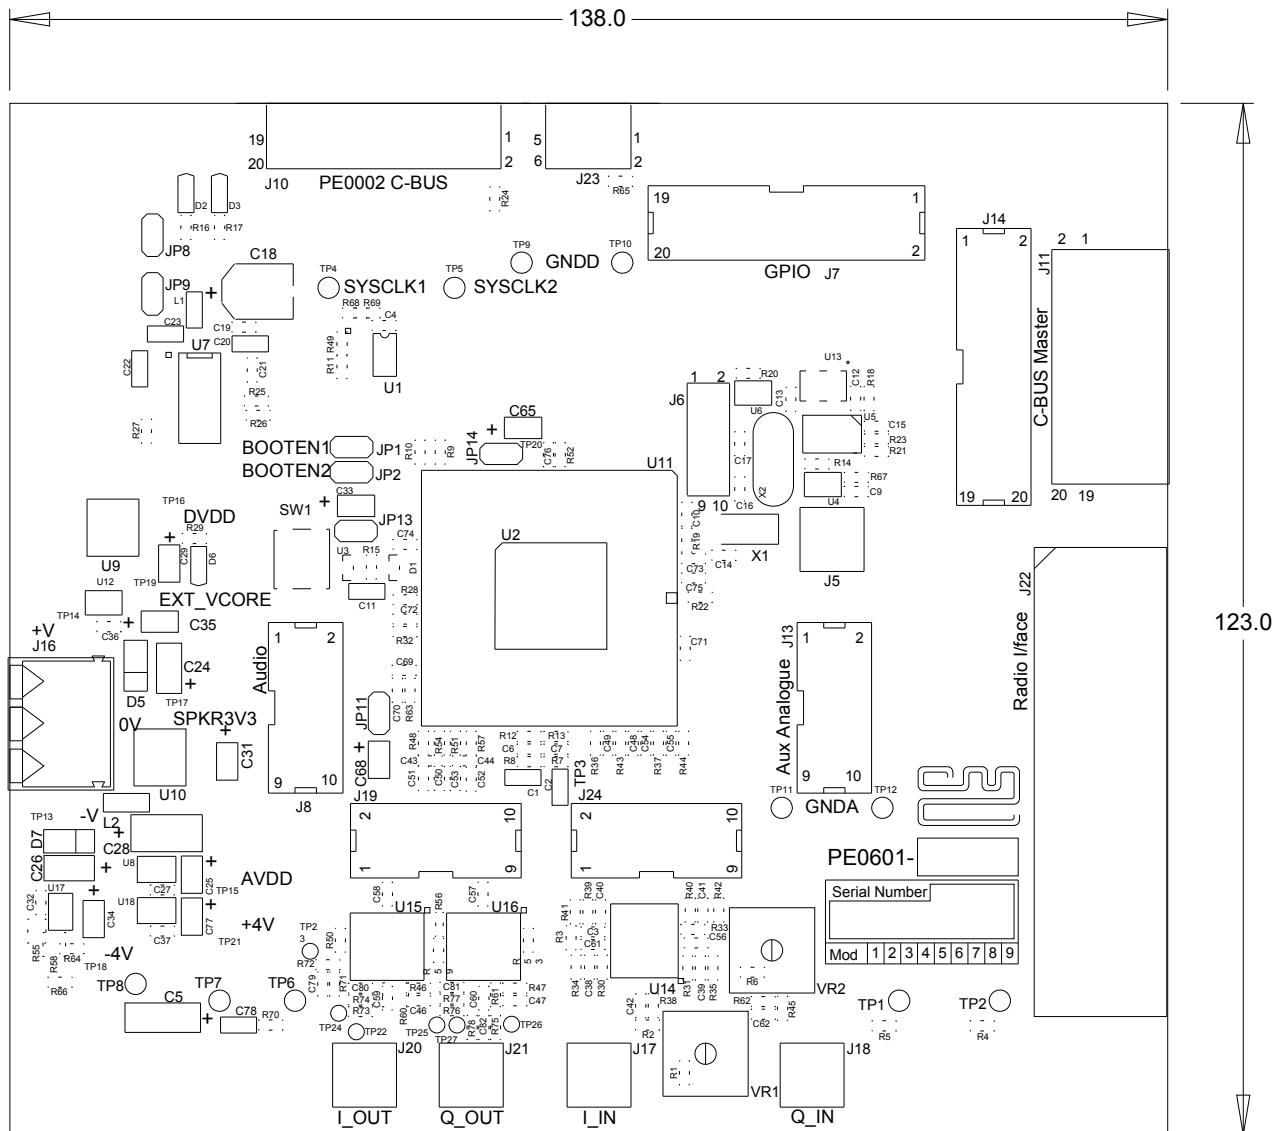 138.0
123.0
19
20
1
2
J10
PE0002 C-BUS
5
6
1
2
J23
R65
R24
D2
D3
R16
R17
JP8
JP9
C18
L1
C23
C19
C20
U7
C22
C21
R25
R26
R27
TP4
SYSCLK1
TP5
SYSCLK2
TP9
GNDD
TP10
R68
R69
C4
R49
R11
U1
19
20
1
2
GPIO
J7
J14
1
2
19
20
J11
2
1
20
19
C-BUS Master
J6
1
2
9
10
R20
U6
C13
U13
C12
R18
U5
C15
R23
R21
C17
X2
R14
R67
C9
C16
U4
X1
J5
C14
BOOTEN1
JP1
BOOTEN2
JP2
R10
R9
JP14
C65
TP20
C76
R52
U11
U2
C33
JP13
SW1
U3
R15
D1
C74
C11
R28
C72
R32
C69
C70
R63
C10
R19
C73
C75
R22
C71
TP16
DVDD
R29
U9
C29
D6
TP19
U12
EXT_VCORE
TP14
C36
C35
+V
J16
C24
D5
TP17
0V
SPKR3V3
C31
U10
Audio
1
2
9
10
J8
JP11
C68
R48
R54
R51
R57
C43
C44
C51
C50
C53
C52
R12
R13
C6
C7
R8
R7
C1
C2
TP3
C49
C48
C54
C55
R36
R43
R37
R44
J13
1
2
9
10
Aux Analogue
TP11
GNDA
TP12
J22
Radio I/face
-V
L2
TP13
D7
C28
C26
U8
C27
C25
TP15
AVDD
U17
C32
C34
U18
C37
C77
TP21
+4V
R55
R58
R64
-4V
TP18
R66
TP8
C5
TP7
C78
R70
TP6
J19
2
10
1
9
J24
2
10
1
9
C58
R56
C57
U15
U16
TP2
3
R50
R72
C79
R71
R
5
9
R
5
3
C80
R74
R73
C59
R46
C46
R60
C81
R77
R76
C60
R61
R78
C82
R75
R47
C47
TP24
TP22
TP25
TP27
TP26
J20
J21
I_OUT
Q_OUT
R39
C40
R41
R3
C3
C61
R34
C38
R30
R40
C41
R42
R33
C56
R31
C39
R35
U14
R38
C42
R2
R6
R62
R45
C62
VR2
J17
I_IN
R1
VR1
J18
Q_IN
PE0601-
Serial Number
Mod 1 2 3 4 5 6 7 8 9
TP1
R5
TP2
R4